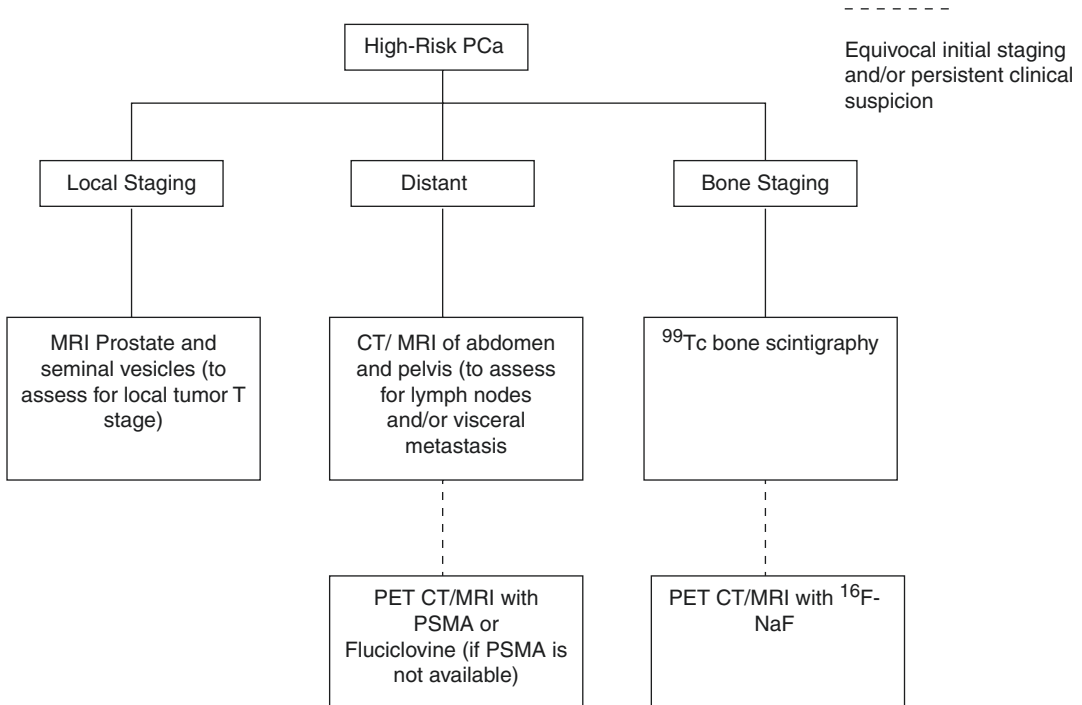 High-Risk PCa
Equivocal initial staging
and/or persistent clinical
suspicion
Local Staging
Distant
Bone Staging
MRI Prostate and
seminal vesicles (to
assess for local tumor T
stage)
CT/ MRI of abdomen
and pelvis (to assess
for lymph nodes
and/or visceral
metastasis
⁹⁹Tc bone scintigraphy
PET CT/MRI with
PSMA or
Fluciclovine (if PSMA is
not available)
PET CT/MRI with ¹⁶F-
NaF